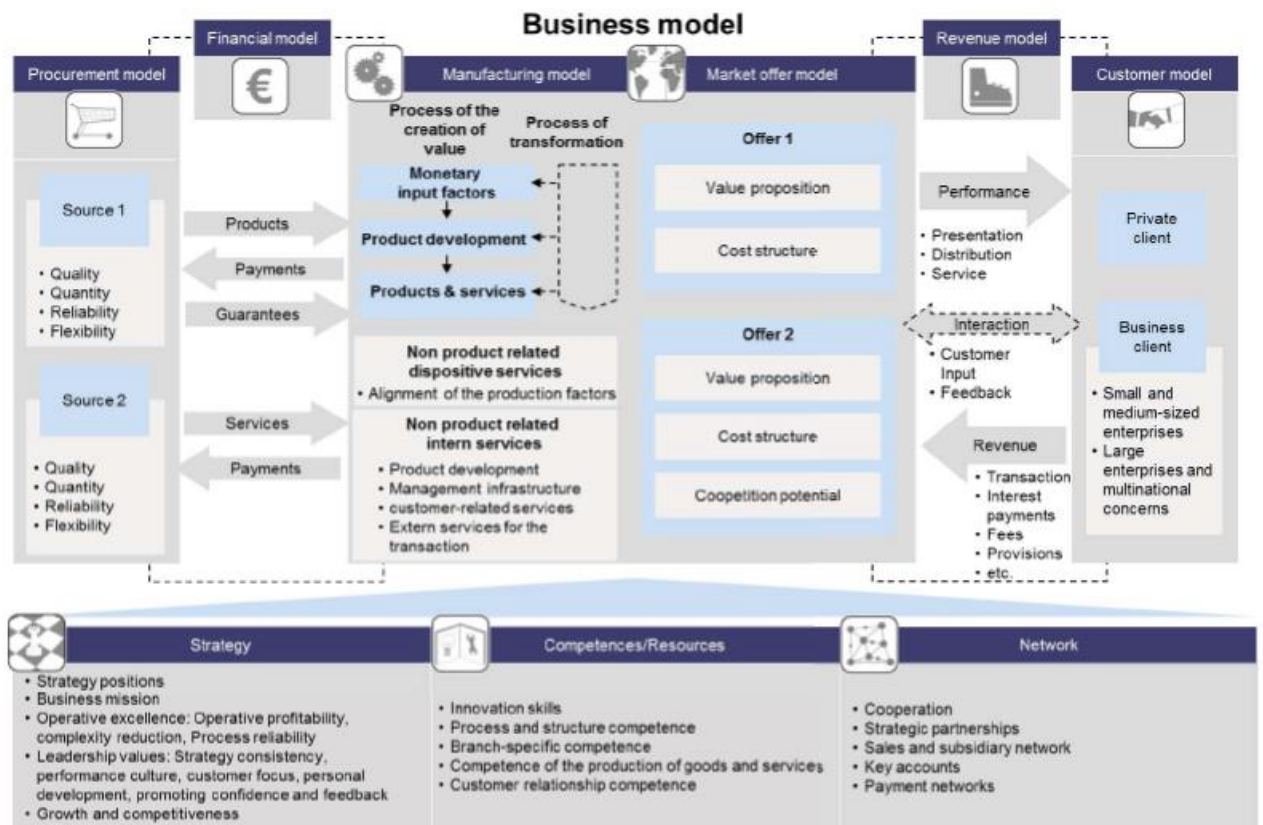 Business model
Financial model
Revenue model
Procurement model
Manufacturing model
Market offer model
Customer model
€
Source 1
• Quality
• Quantity
• Reliability
• Flexibility
Source 2
• Quality
• Quantity
• Reliability
• Flexibility
Products
Payments
Guarantees
Services
Payments
Process of the
creation of
value
Process of
transformation
Monetary
input factors
Product development
Products & services
Non product related
dispositive services
• Alignment of the production factors
Non product related
intern services
• Product development
• Management infrastructure
• customer-related services
• Extern services for the
transaction
Offer 1
Value proposition
Cost structure
Offer 2
Value proposition
Cost structure
Coopetition potential
Performance
• Presentation
• Distribution
• Service
Interaction
• Customer
Input
• Feedback
Revenue
• Transaction
• Interest
payments
• Fees
• Provisions
• etc.
Private
client
Business
client
• Small and
medium-sized
enterprises
• Large
enterprises and
multinational
concerns
Strategy
• Strategy positions
• Business mission
• Operative excellence: Operative profitability,
complexity reduction, Process reliability
• Leadership values: Strategy consistency,
performance culture, customer focus, personal
development, promoting confidence and feedback
• Growth and competitiveness
Competences/Resources
• Innovation skills
• Process and structure competence
• Branch-specific competence
• Competence of the production of goods and services
• Customer relationship competence
Network
• Cooperation
• Strategic partnerships
• Sales and subsidiary network
• Key accounts
• Payment networks